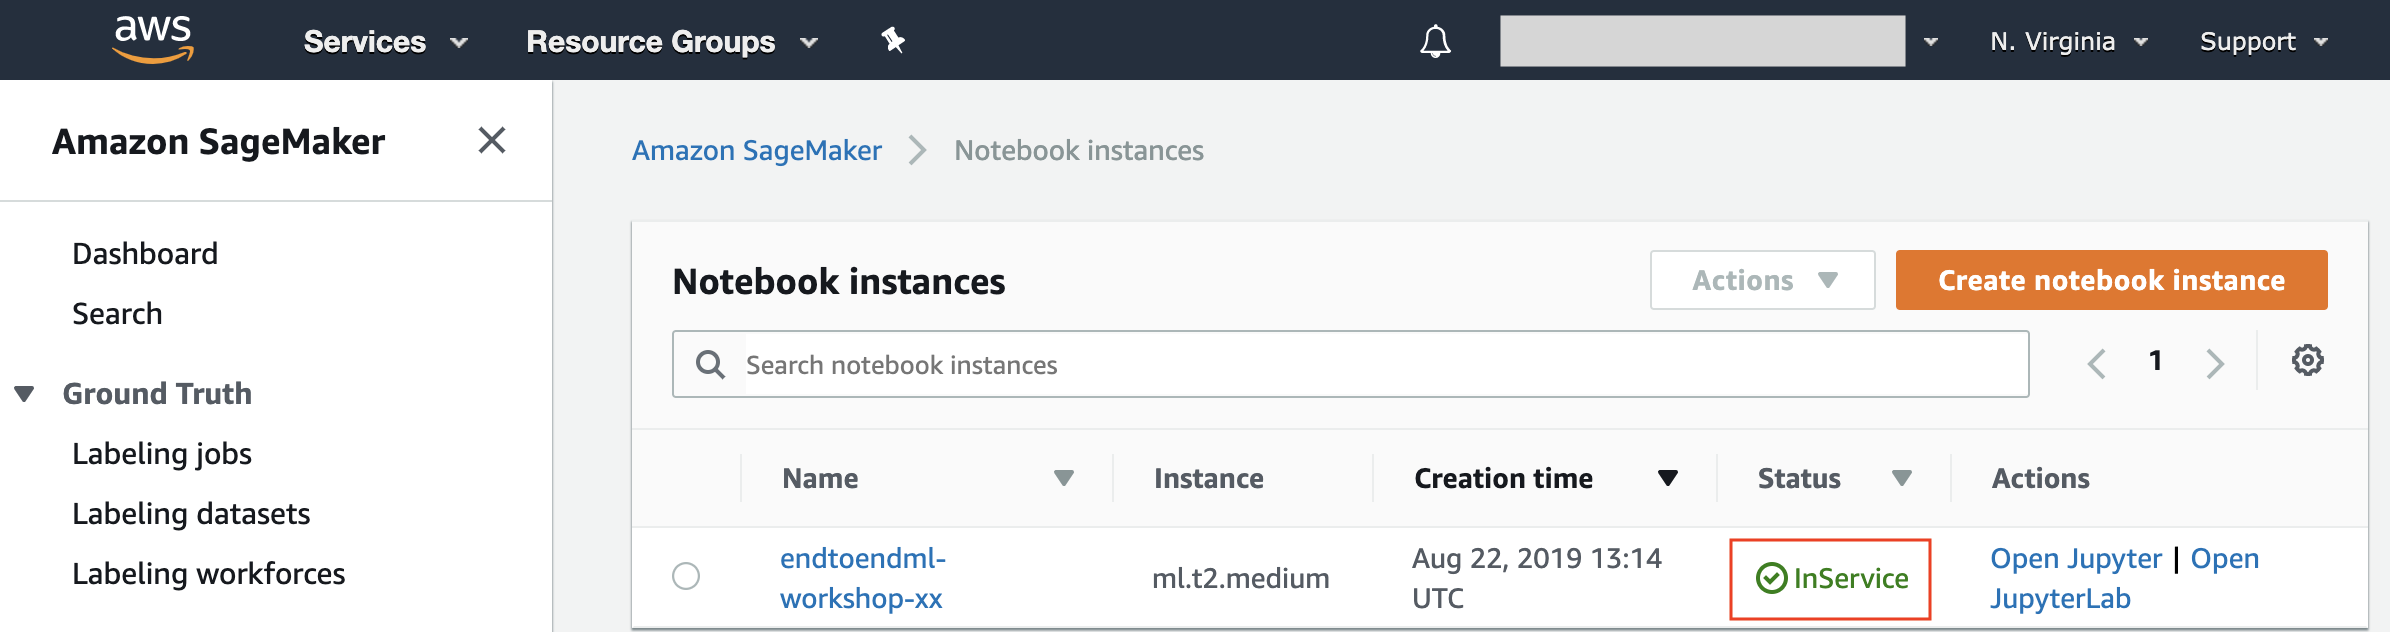 aws Services Resource Groups N. Virginia Support
Amazon SageMaker
Dashboard
Search
Ground Truth
Labeling jobs
Labeling datasets
Labeling workforces
Amazon SageMaker Notebook instances
Notebook instances Actions Create notebook instance
Search notebook instances 1
Name Instance Creation time Status Actions
endtoendml- ml.t2.medium Aug 22, 2019 13:14 InService Open Jupyter | Open
workshop-xx UTC JupyterLab